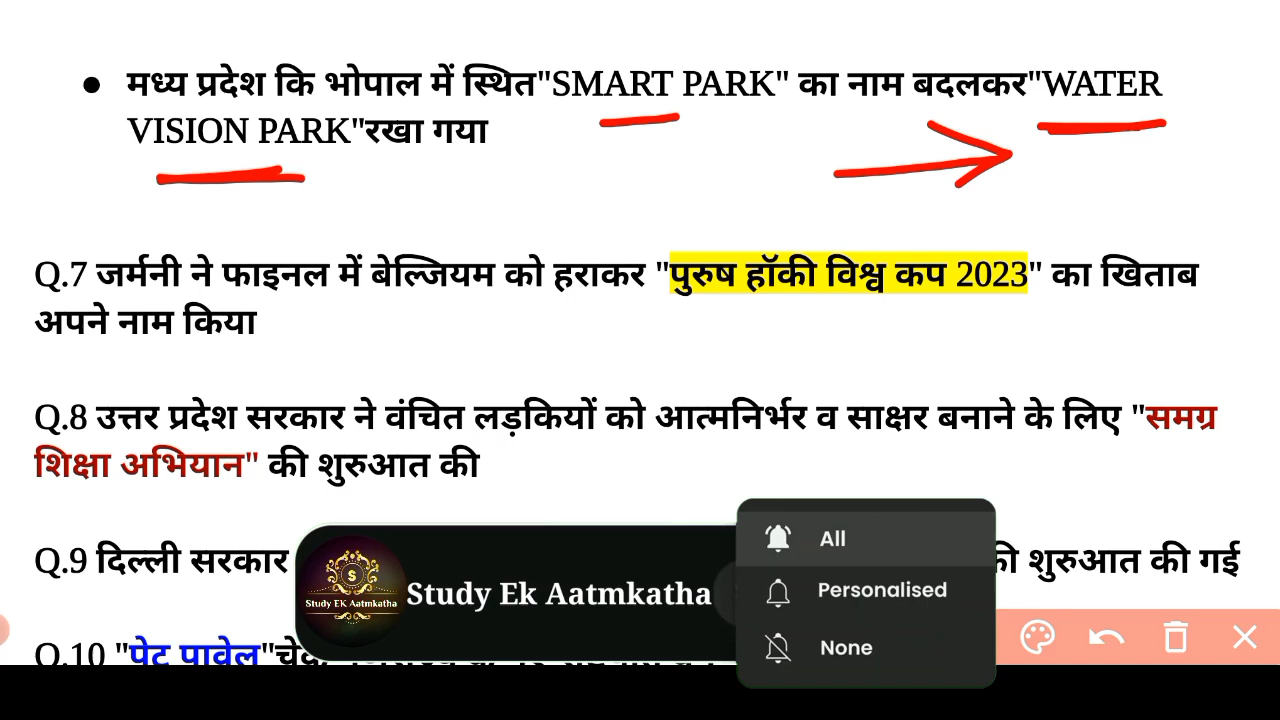 ● मध्य प्रदेश कि भोपाल में स्थित"SMART PARK" का नाम बदलकर"WATER
VISION PARK"रखा गया
Q.7 जर्मनी ने फाइनल में बेल्जियम को हराकर "पुरुष हॉकी विश्व कप 2023" का खिताब
अपने नाम किया
Q.8 उत्तर प्रदेश सरकार ने वंचित लड़कियों को आत्मनिर्भर व साक्षर बनाने के लिए "समग्र
शिक्षा अभियान" की शुरुआत की
Q.9 दिल्ली सरकार की शुरुआत की गई
All
Study EK Aatmkatha
Study Ek Aatmkatha
Personalised
None
Q.10 "पेट पावेल"